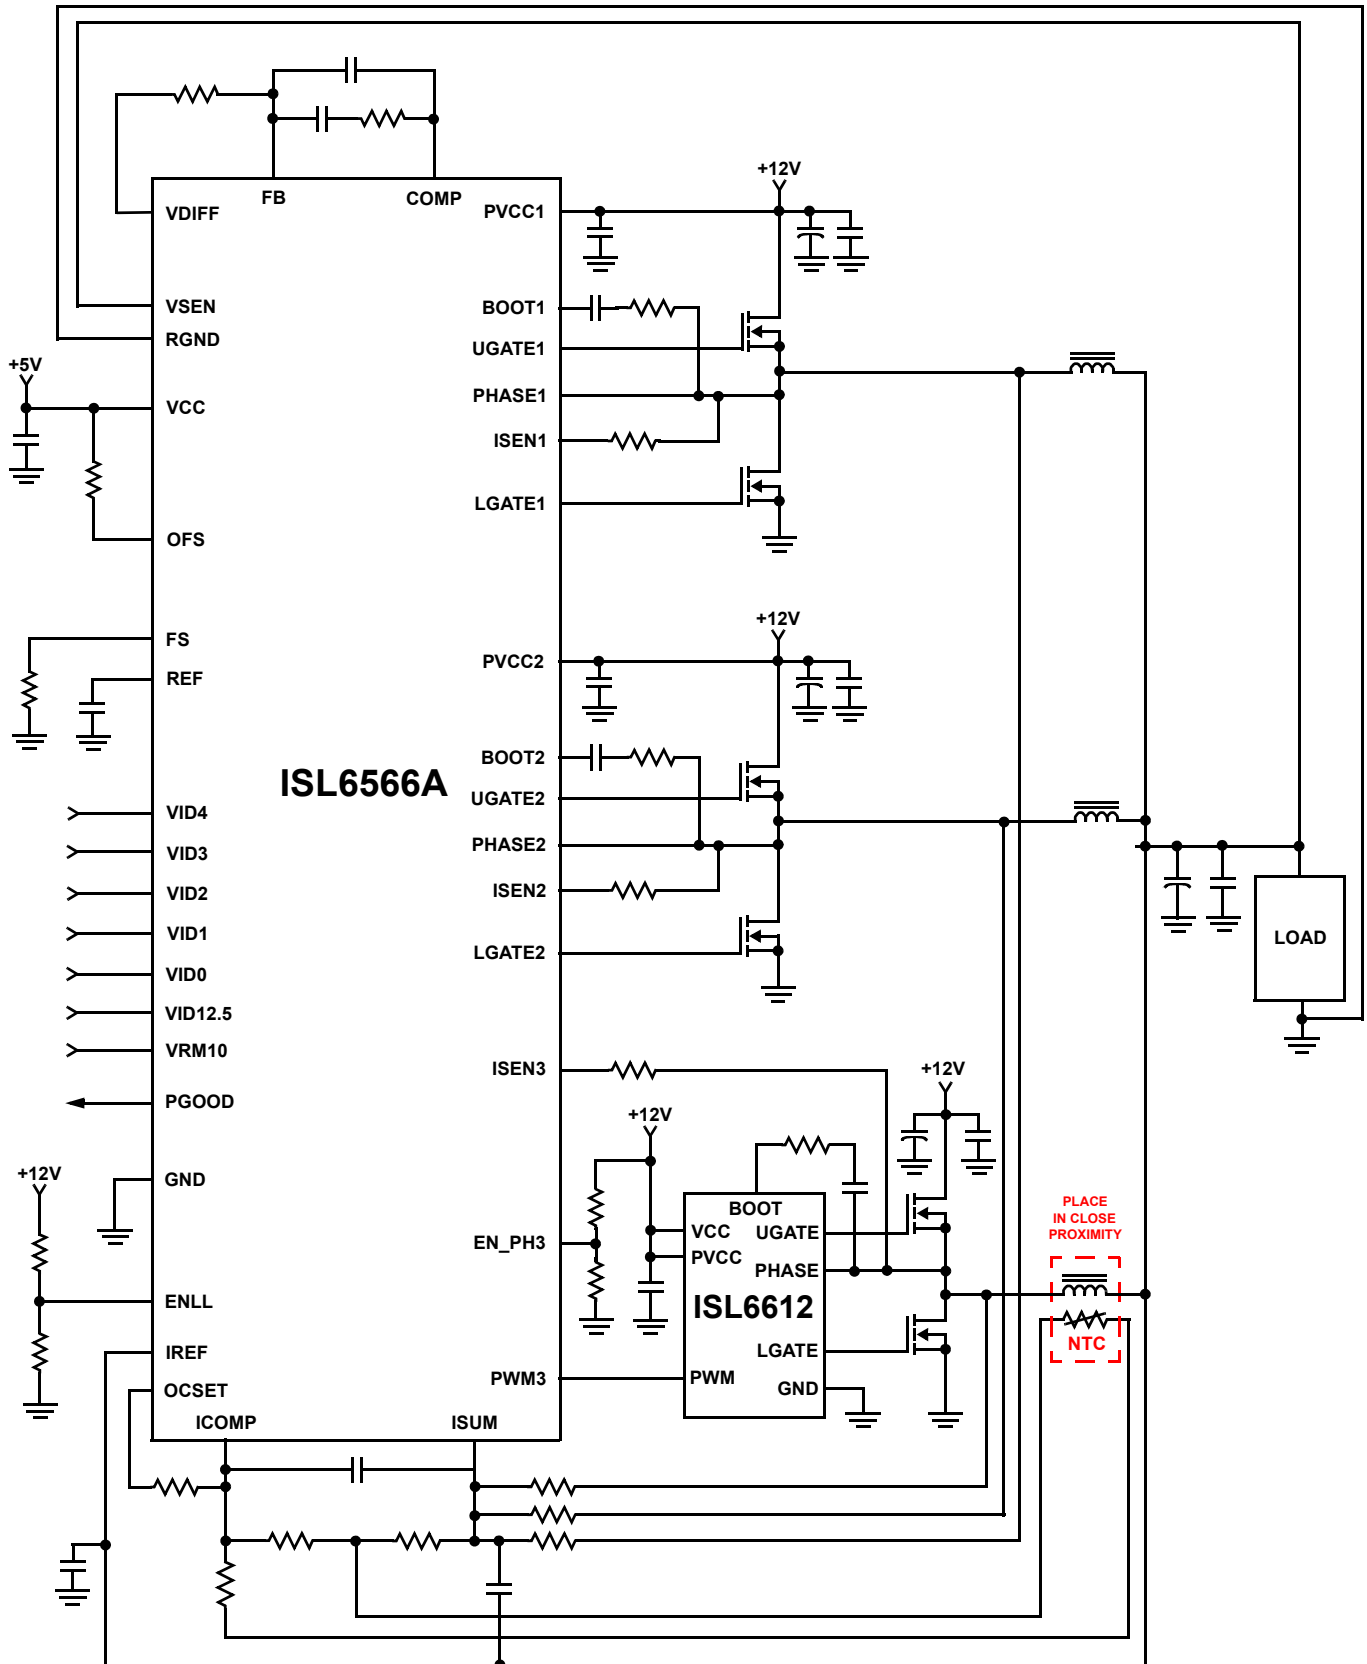 FB
COMP
+12V
VDIFF
PVCC1
VSEN
BOOT1
RGND
UGATE1
+5V
PHASE1
VCC
ISEN1
LGATE1
OFS
+12V
FS
PVCC2
REF
BOOT2
ISL6566A
UGATE2
VID4
PHASE2
VID3
ISEN2
VID2
VID1
LGATE2
LOAD
VID0
VID12.5
VRM10
ISEN3
+12V
PGOOD
+12V
+12V
GND
PLACE
IN CLOSE
PROXIMITY
BOOT
VCC
UGATE
EN_PH3
PVCC
PHASE
ENLL
ISL6612
NTC
IREF
LGATE
OCSET
PWM3
PWM
GND
ICOMP
ISUM